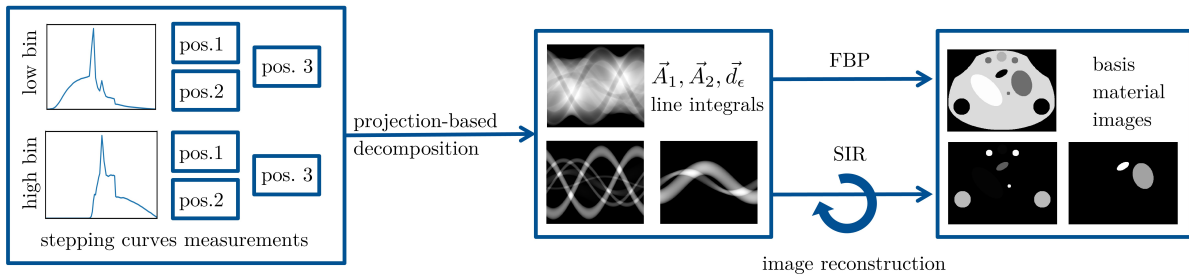 low bin
pos.1
pos.2
pos. 3
high bin
pos.1
pos.2
pos. 3
stepping curves measurements
projection-based
decomposition
$\vec{A}_1, \vec{A}_2, \vec{d}_\epsilon$
line integrals
FBP
SIR
image reconstruction
basis
material
images